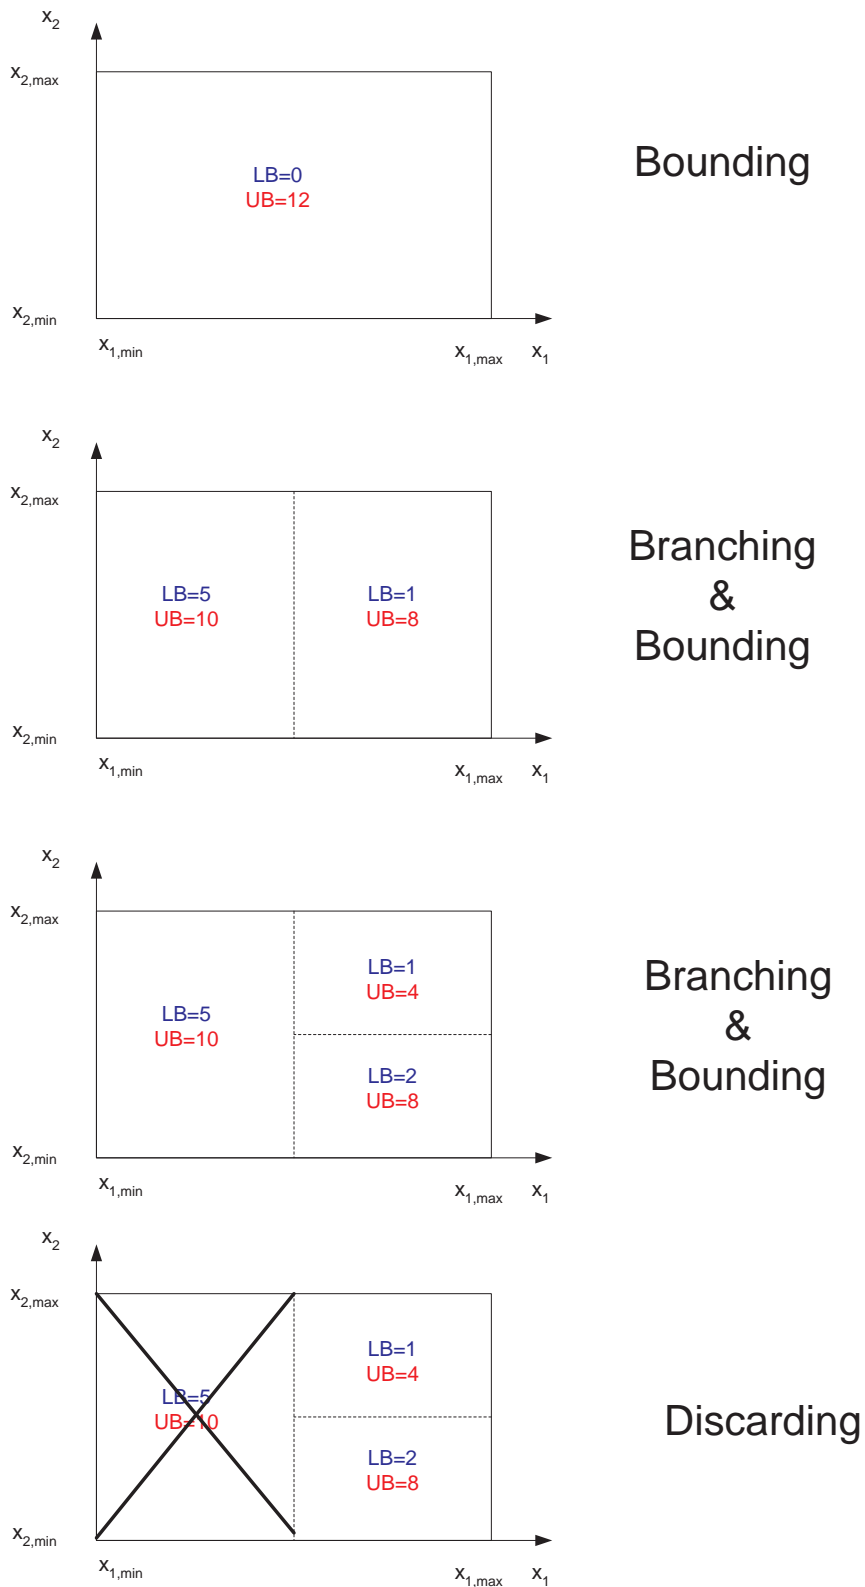 x2
x2,max
LB=0
UB=12
Bounding
x2,min
x1,min
x1,max
x1
x2
x2,max
LB=5
UB=10
LB=1
UB=8
Branching
&
Bounding
x2,min
x1,min
x1,max
x1
x2
x2,max
LB=5
UB=10
LB=1
UB=4
LB=2
UB=8
Branching
&
Bounding
x2,min
x1,min
x1,max
x1
x2
x2,max
LB=5
UB=10
LB=1
UB=4
LB=2
UB=8
Discarding
x2,min
x1,min
x1,max
x1